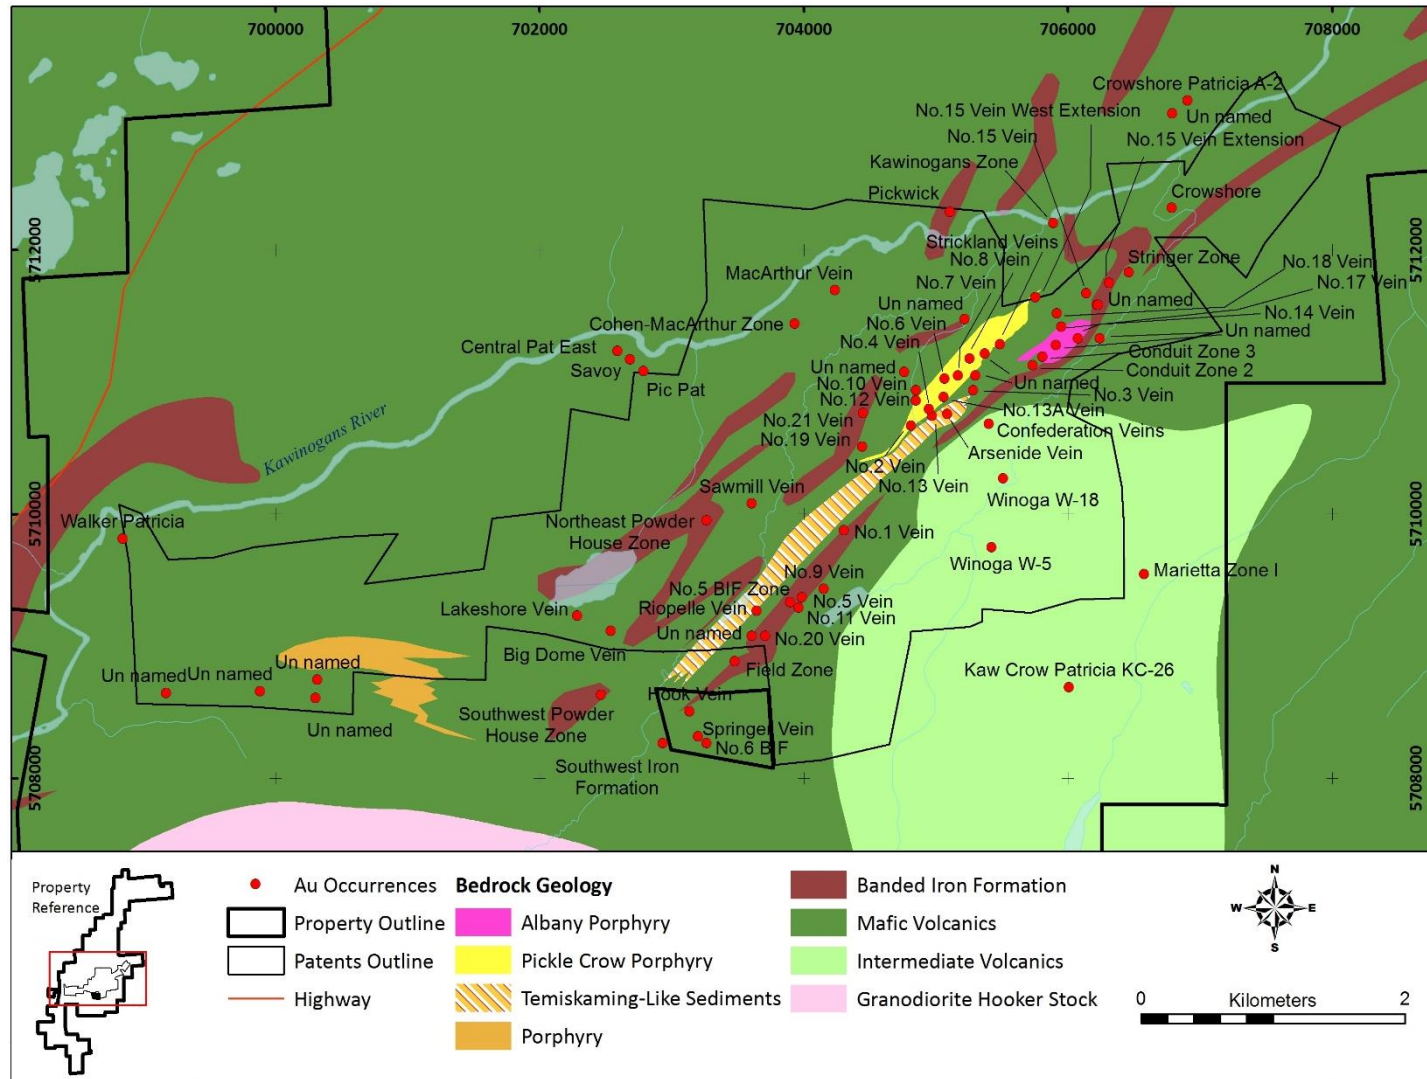 700000
702000
704000
706000
708000
Crowshore Patricia A-2
No.15 Vein West Extension
Un named
No.15 Vein
No.15 Vein Extension
Kawinogans Zone
Pickwick
Crowshore
5712000
5712000
Strickland Veins
No.8 Vein
Stringer Zone
No.18 Vein
MacArthur Vein
No.7 Vein
No.17 Vein
Un named
Un named
No.14 Vein
Cohen-MacArthur Zone
No.6 Vein
Un named
Central Pat East
No.4 Vein
Conduit Zone 3
Savoy
Un named
Conduit Zone 2
Pic Pat
No.10 Vein
Un named
No.12 Vein
No.3 Vein
No.21 Vein
No.13A Vein
No.19 Vein
Confederation Veins
Kawinogans River
Arsenide Vein
No.2 Vein
No.13 Vein
Sawmill Vein
Winoga W-18
5710000
5710000
Walker Patricia
Northeast Powder
House Zone
No.1 Vein
Winoga W-5
No.9 Vein
Marietta Zone I
No.5 BIF Zone
No.5 Vein
Lakeshore Vein
Riopelle Vein
No.11 Vein
Un named
No.20 Vein
Big Dome Vein
Un named
Un named
Un named
Field Zone
Kaw Crow Patricia KC-26
Hook Vein
Un named
Southwest Powder
House Zone
Springer Vein
No.6 BIF
Southwest Iron
Formation
5708000
5708000
Property
Reference
Au Occurrences
Property Outline
Patents Outline
Highway
Bedrock Geology
Albany Porphyry
Pickle Crow Porphyry
Temiskaming-Like Sediments
Porphyry
Banded Iron Formation
Mafic Volcanics
Intermediate Volcanics
Granodiorite Hooker Stock
N
W
E
S
0
Kilometers
2